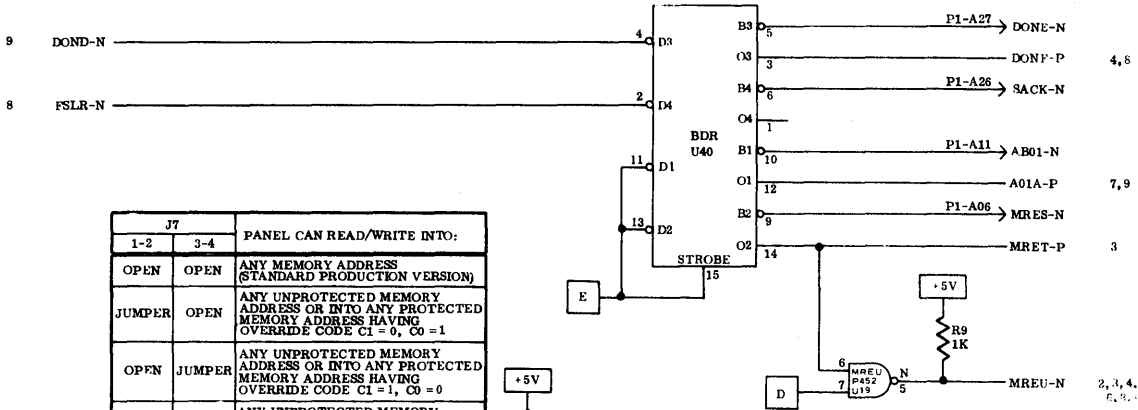 9 DOND-N 4 D3 B3 5 P1-A27 DONE-N
O3 3 DONF-P 4,8
8 FSLR-N 2 D4 B4 6 P1-A26 SACK-N
O4 1
BDR
U40
11 D1 B1 10 P1-A11 AB01-N
O1 12 A01A-P 7,9
13 D2 B2 9 P1-A06 MRES-N
O2 14 MRET-P 3
STROBE
15
E
J7
1-2 3-4 PANEL CAN READ/WRITE INTO:
OPEN OPEN ANY MEMORY ADDRESS
(STANDARD PRODUCTION VERSION)
JUMPER OPEN ANY UNPROTECTED MEMORY
ADDRESS OR INTO ANY PROTECTED
MEMORY ADDRESS HAVING
OVERRIDE CODE C1 = 0, C0 = 1
OPEN JUMPER ANY UNPROTECTED MEMORY
ADDRESS OR INTO ANY PROTECTED
MEMORY ADDRESS HAVING
OVERRIDE CODE C1 = 1, C0 = 0
ANY UNPROTECTED MEMORY
+5V
+5V
R9
1K
D
6
7
MREU
P452
U19
N
5
MREU-N 2,3,4,